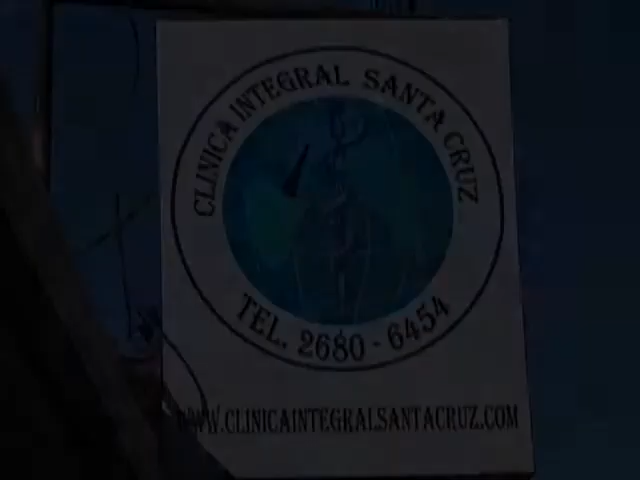 CLINICA INTEGRAL SANTA CRUZ
TEL. 2680 - 6454
WWW.CLINICAINTEGRALSANTACRUZ.COM